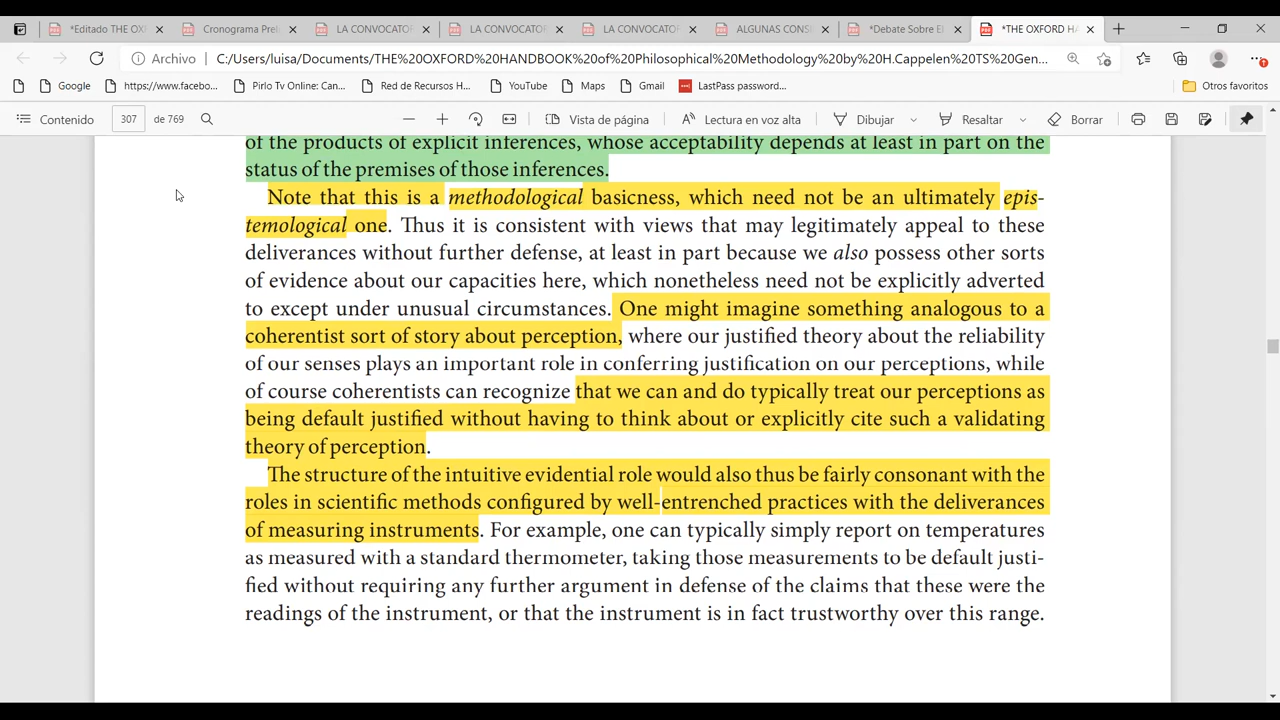 *Editado THE OXF
Cronograma Prel
LA CONVOCATOR
LA CONVOCATOR
LA CONVOCATOR
ALGUNAS CONS
*Debate Sobre El
*THE OXFORD HA
Archivo
C:/Users/luisa/Documents/THE%20OXFORD%20HANDBOOK%20of%20Philosophical%20Methodology%20by%20H.Cappelen%20TS%20Gen...
Google
https://www.facebo...
Pirlo Tv Online: Can...
Red de Recursos H...
YouTube
Maps
Gmail
LastPass password...
Otros favoritos
Contenido
307
de 769
Vista de página
Lectura en voz alta
Dibujar
Resaltar
Borrar
of the products of explicit inferences, whose acceptability depends at least in part on the
status of the premises of those inferences.
Note that this is a methodological basicness, which need not be an ultimately epis-
temological one. Thus it is consistent with views that may legitimately appeal to these
deliverances without further defense, at least in part because we also possess other sorts
of evidence about our capacities here, which nonetheless need not be explicitly adverted
to except under unusual circumstances. One might imagine something analogous to a
coherentist sort of story about perception, where our justified theory about the reliability
of our senses plays an important role in conferring justification on our perceptions, while
of course coherentists can recognize that we can and do typically treat our perceptions as
being default justified without having to think about or explicitly cite such a validating
theory of perception.
The structure of the intuitive evidential role would also thus be fairly consonant with the
roles in scientific methods configured by well-entrenched practices with the deliverances
of measuring instruments. For example, one can typically simply report on temperatures
as measured with a standard thermometer, taking those measurements to be default justi-
fied without requiring any further argument in defense of the claims that these were the
readings of the instrument, or that the instrument is in fact trustworthy over this range.